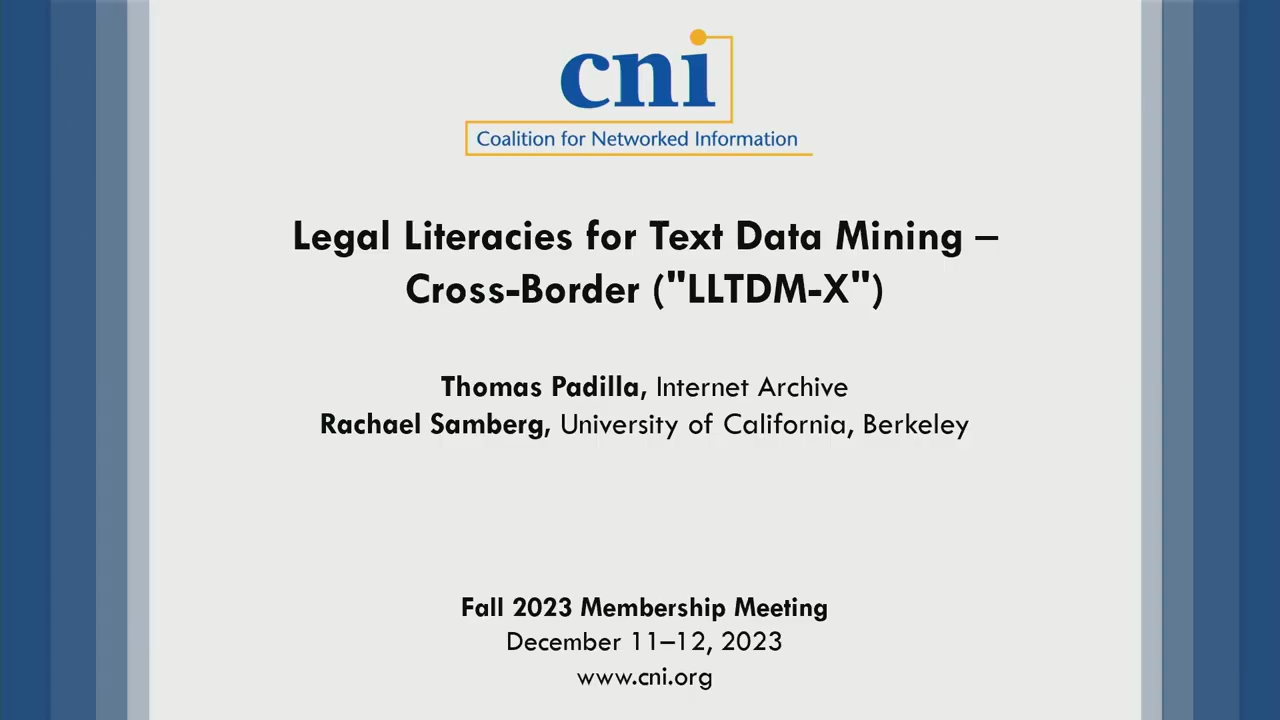 cni
Coalition for Networked Information
Legal Literacies for Text Data Mining –
Cross-Border ("LLTDM-X")
Thomas Padilla, Internet Archive
Rachael Samberg, University of California, Berkeley
Fall 2023 Membership Meeting
December 11–12, 2023
www.cni.org